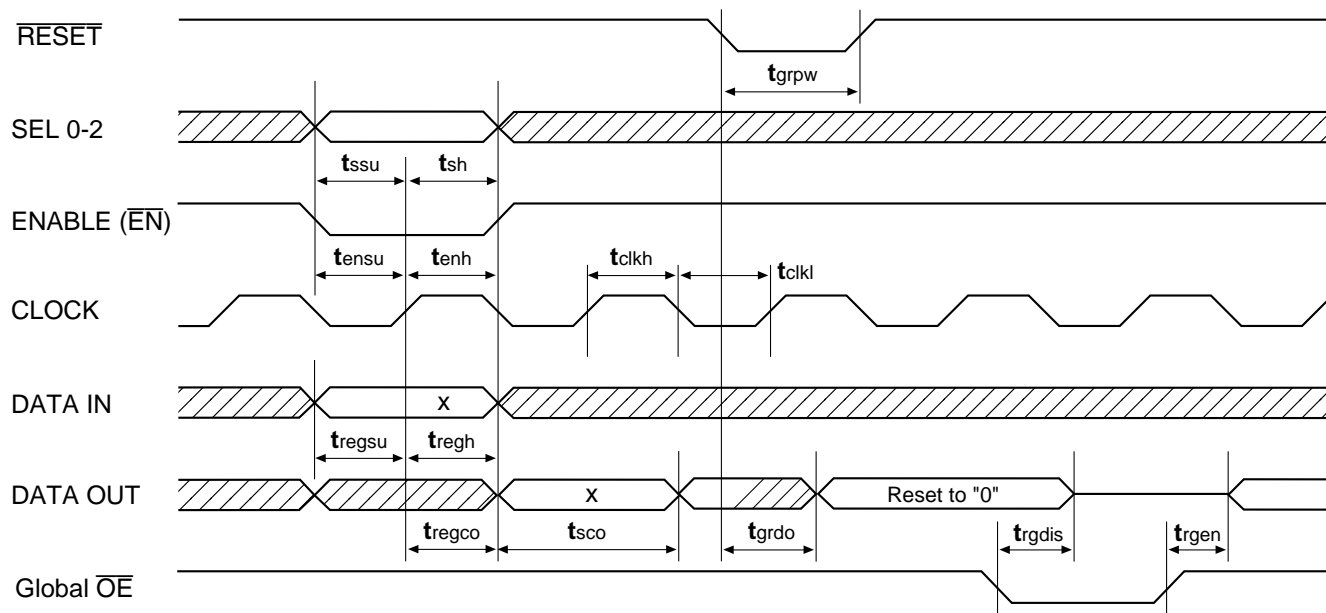 RESET
tgrpw
SEL 0-2
tssu
tsh
ENABLE (EN)
tensu
tenh
tclkh
tclkl
CLOCK
DATA IN
x
tregsu
tregh
DATA OUT
x
Reset to "0"
tregco
tsco
tgrdo
trgdis
trgen
Global OE